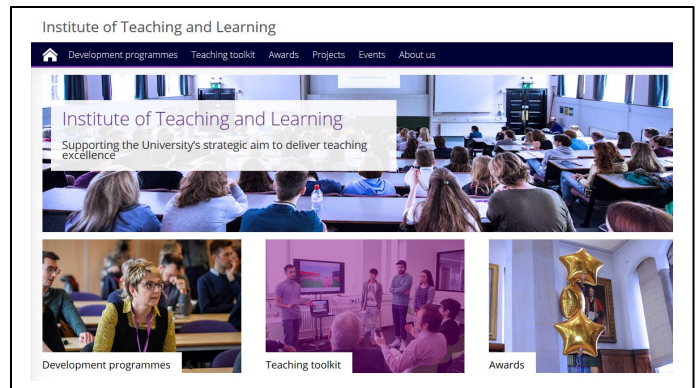 Institute of Teaching and Learning
Development programmes Teaching toolkit Awards Projects Events About us
Institute of Teaching and Learning
Supporting the University's strategic aim to deliver teaching
excellence
Development programmes Teaching toolkit Awards